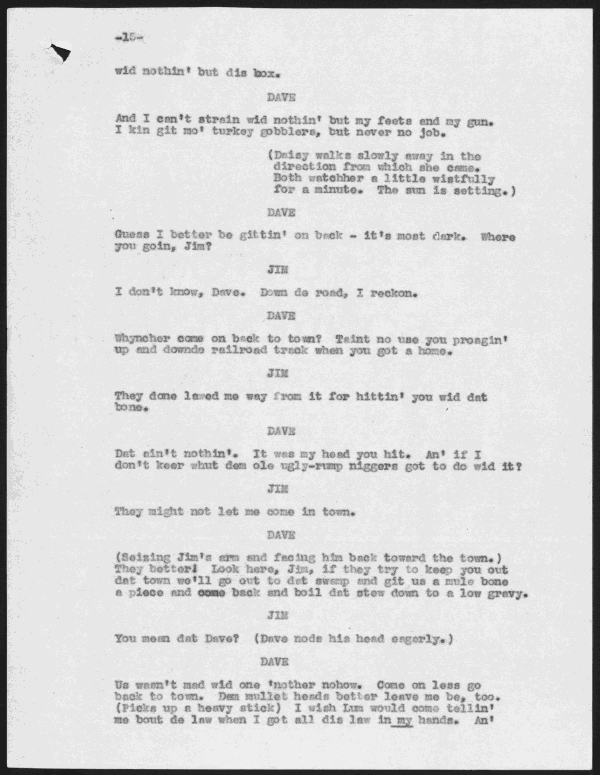 -15-
wid nothin' but dis box.
DAVE
And I can't strain wid nothin' but my feets and my gun.
I kin git mo' turkey gobblers, but never no job.
(Daisy walks slowly away in the
direction from which she came.
Both watchher a little wistfully
for a minute. The sun is setting.)
DAVE
Guess I better be gittin' on back - it's most dark. Where
you goin, Jim?
JIM
I don't know, Dave. Down de road, I reckon.
DAVE
Whyncher come on back to town? Taint no use you proagin'
up and downde railroad track when you got a home.
JIM
They done lawed me way from it for hittin' you wid dat
bone.
DAVE
Dat ain't nothin'. It was my head you hit. An' if I
don't keer whut dem ole ugly-rump niggers got to do wid it?
JIM
They might not let me come in town.
DAVE
(Seizing Jim's arm and facing him back toward the town.)
They better! Look here, Jim, if they try to keep you out
dat town we'll go out to dat swamp and git us a mule bone
a piece and come back and boil dat stew down to a low gravy.
JIM
You mean dat Dave? (Dave nods his head eagerly.)
DAVE
Us wasn't mad wid one 'nother nohow. Come on less go
back to town. Dem mullet heads better leave me be, too.
(Picks up a heavy stick) I wish Lum would come tellin'
me bout de law when I got all dis law in my hands. An'